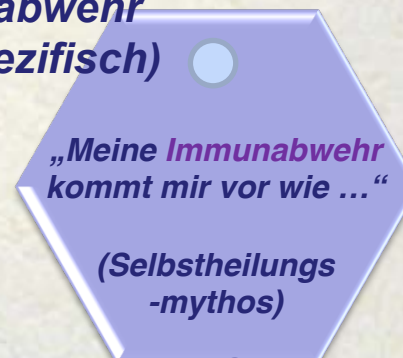 abwehr
ezifisch)
„Meine Immunabwehr
kommt mir vor wie …“
(Selbstheilungs
-mythos)